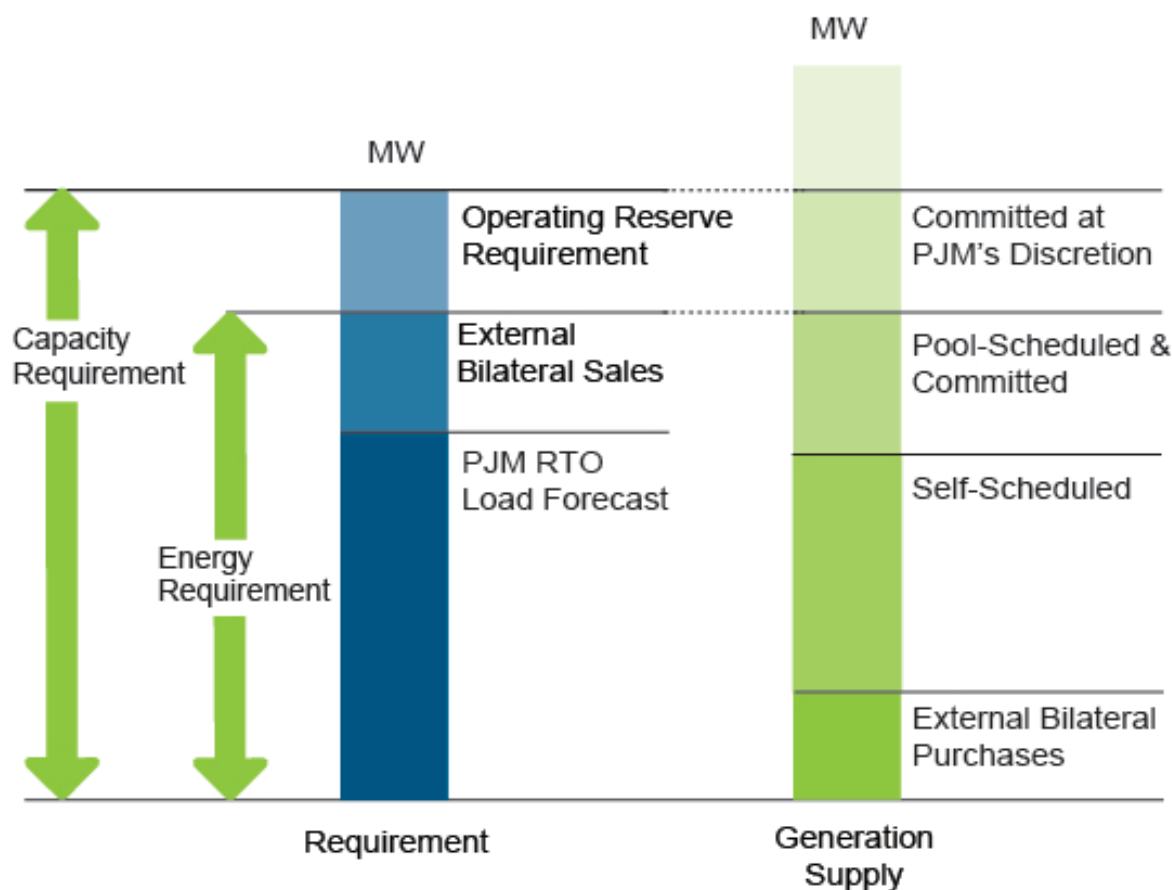 MW
MW
Operating Reserve
Requirement
Committed at
PJM's Discretion
Capacity
Requirement
External
Bilateral Sales
Pool-Scheduled &
Committed
PJM RTO
Load Forecast
Self-Scheduled
Energy
Requirement
External Bilateral
Purchases
Requirement
Generation
Supply